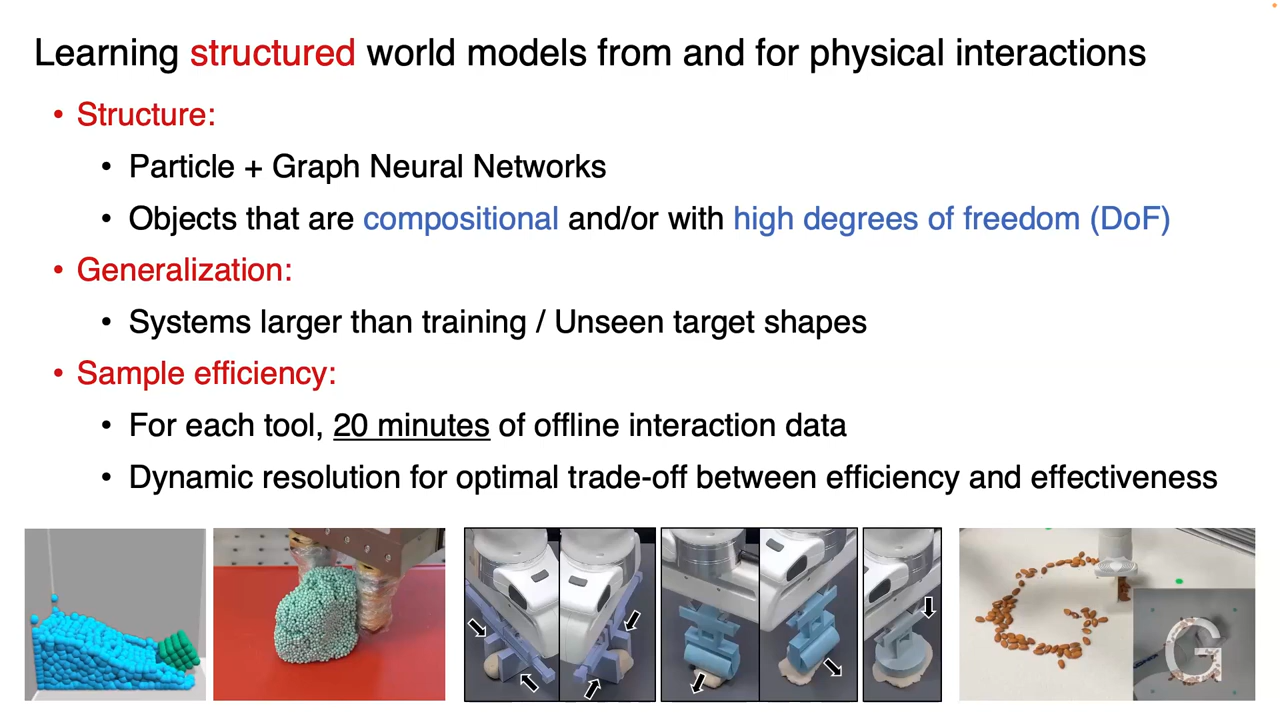 Learning structured world models from and for physical interactions
• Structure:
• Particle + Graph Neural Networks
• Objects that are compositional and/or with high degrees of freedom (DoF)
• Generalization:
• Systems larger than training / Unseen target shapes
• Sample efficiency:
• For each tool, 20 minutes of offline interaction data
• Dynamic resolution for optimal trade-off between efficiency and effectiveness
G